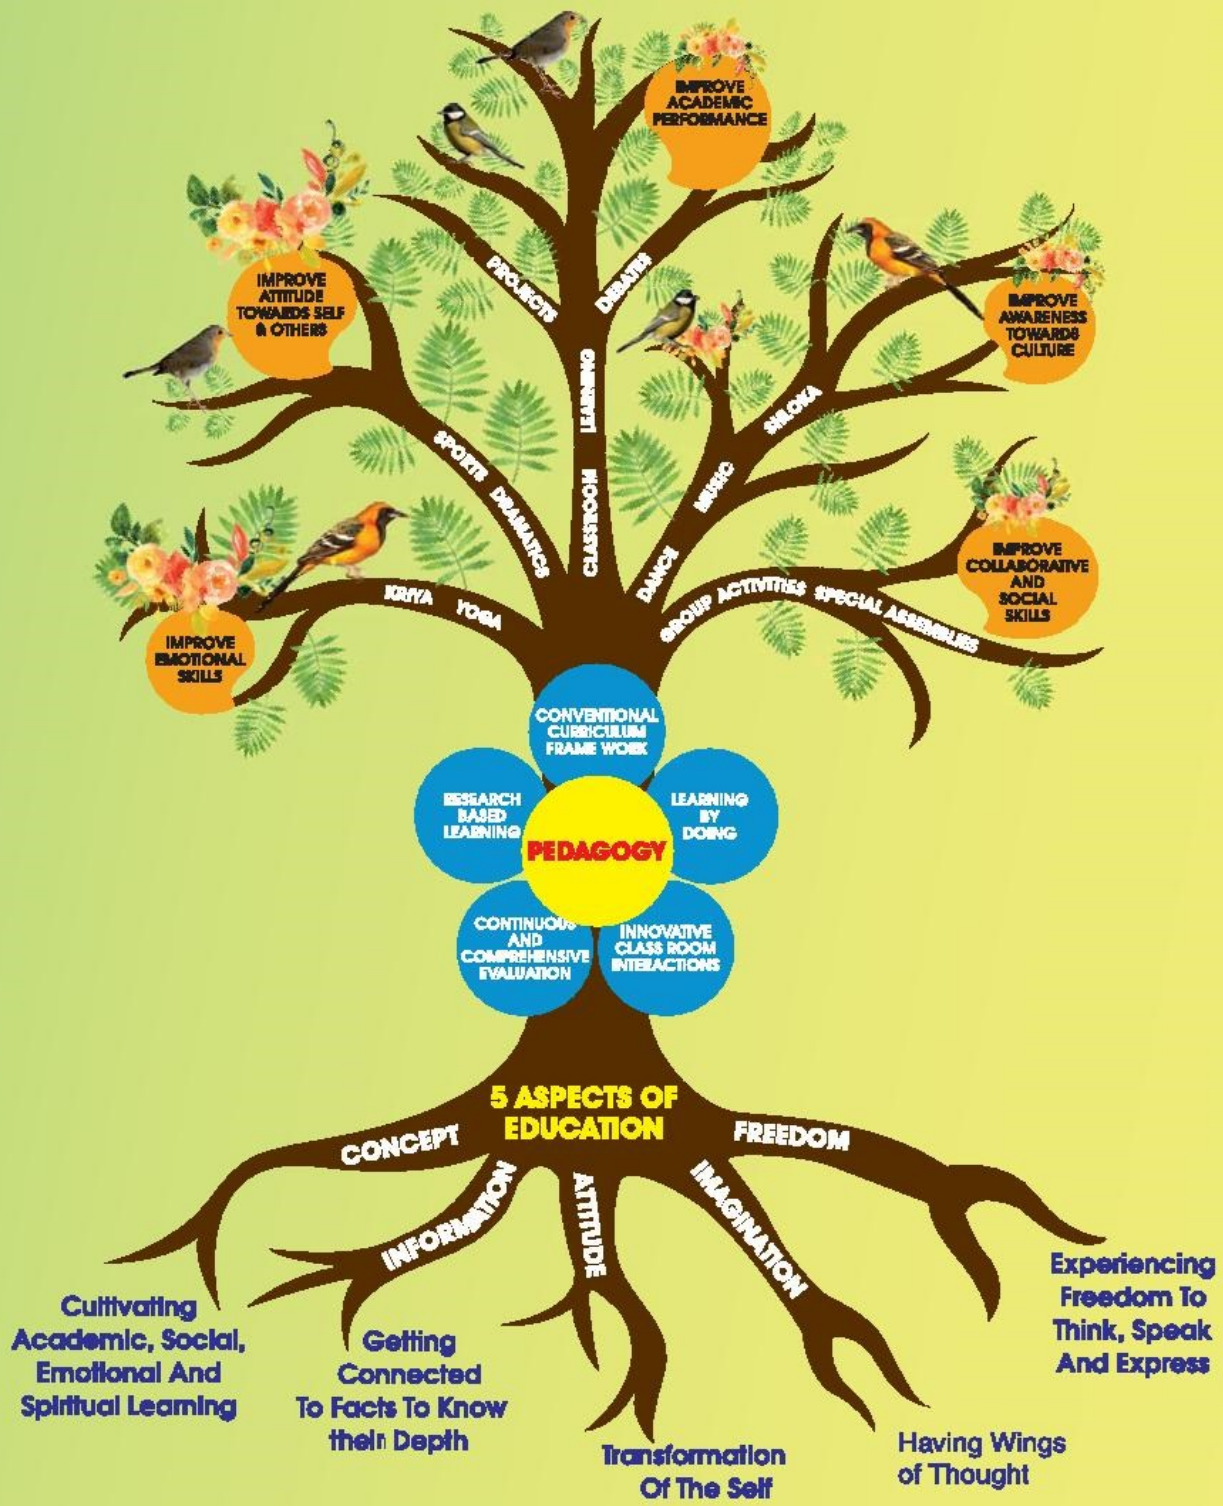 IMPROVE
ACADEMIC
PERFORMANCE
IMPROVE
ATTITUDE
TOWARDS SELF
& OTHERS
IMPROVE
AWARENESS
TOWARDS
CULTURE
IMPROVE
COLLABORATIVE
AND
SOCIAL
SKILLS
IMPROVE
EMOTIONAL
SKILLS
PROJECTS
DEBATES
CLASSROOM LEARNING
SPORTS DRAMATICS
DANCE MUSIC SHLOKA
KRIYA YOGA
GROUP ACTIVITIES SPECIAL ASSEMBLIES
CONVENTIONAL
CURRICULUM
FRAME WORK
RESEARCH
BASED
LEARNING
LEARNING
BY
DOING
PEDAGOGY
CONTINUOUS
AND
COMPREHENSIVE
EVALUATION
INNOVATIVE
CLASS ROOM
INTERACTIONS
5 ASPECTS OF
EDUCATION
CONCEPT
INFORMATION
ATTITUDE
IMAGINATION
FREEDOM
Cultivating
Academic, Social,
Emotional And
Spiritual Learning
Getting
Connected
To Facts To Know
their Depth
Transformation
Of The Self
Having Wings
of Thought
Experiencing
Freedom To
Think, Speak
And Express